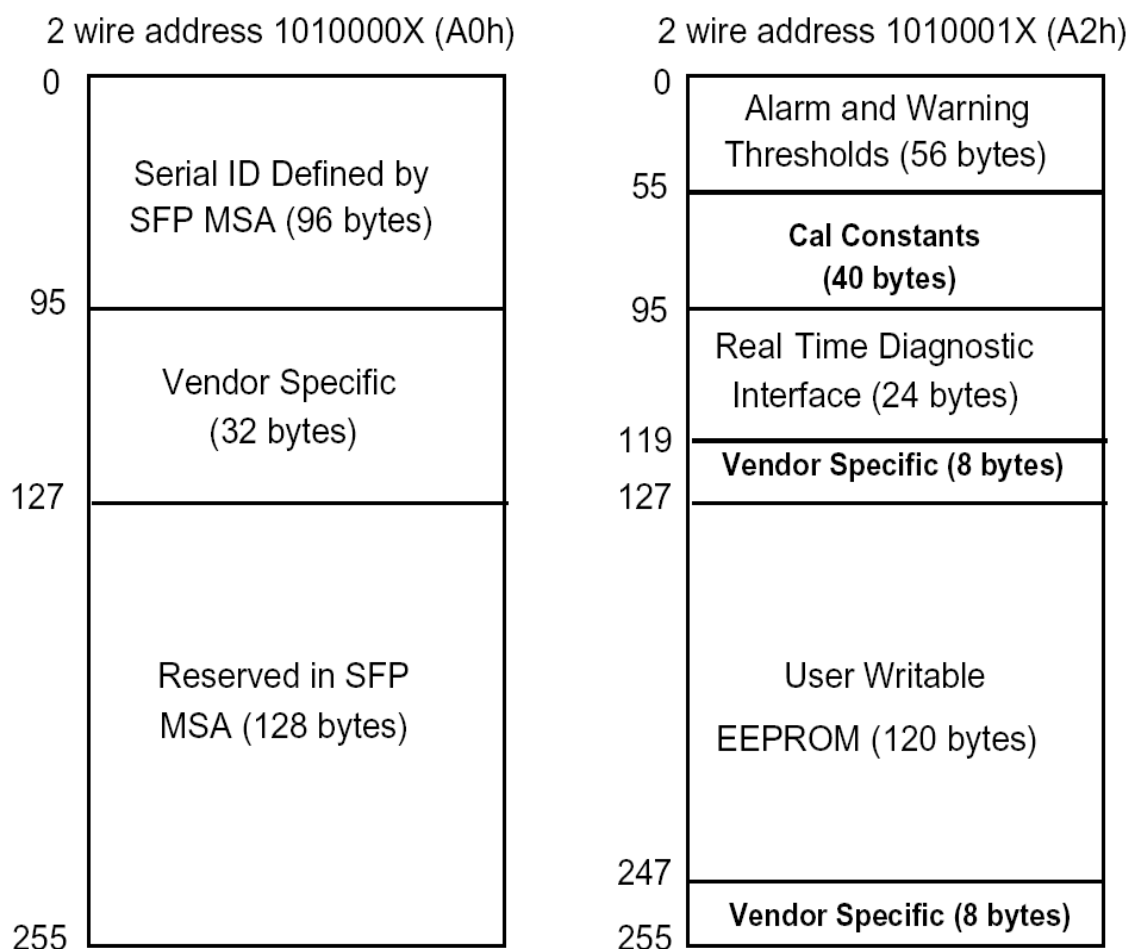 2 wire address 1010000X (A0h)
0
Serial ID Defined by
SFP MSA (96 bytes)
95
Vendor Specific
(32 bytes)
127
Reserved in SFP
MSA (128 bytes)
255
2 wire address 1010001X (A2h)
0
Alarm and Warning
Thresholds (56 bytes)
55
Cal Constants
(40 bytes)
95
Real Time Diagnostic
Interface (24 bytes)
119
Vendor Specific (8 bytes)
127
User Writable
EEPROM (120 bytes)
247
Vendor Specific (8 bytes)
255